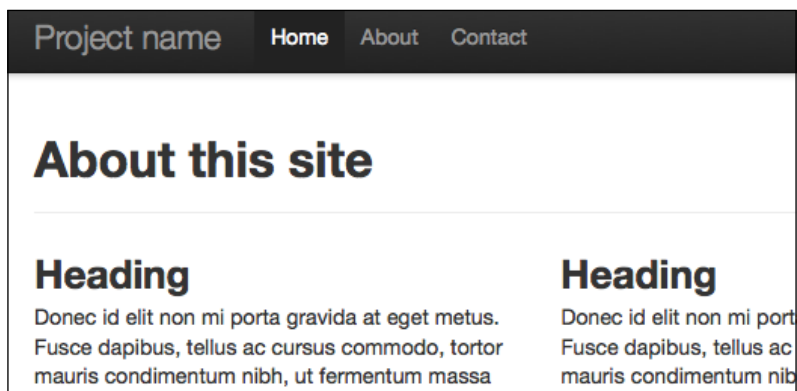 Project name Home About Contact
About this site
Heading
Donec id elit non mi porta gravida at eget metus.
Fusce dapibus, tellus ac cursus commodo, tortor
mauris condimentum nibh, ut fermentum massa
Heading
Donec id elit non mi port
Fusce dapibus, tellus ac
mauris condimentum nib